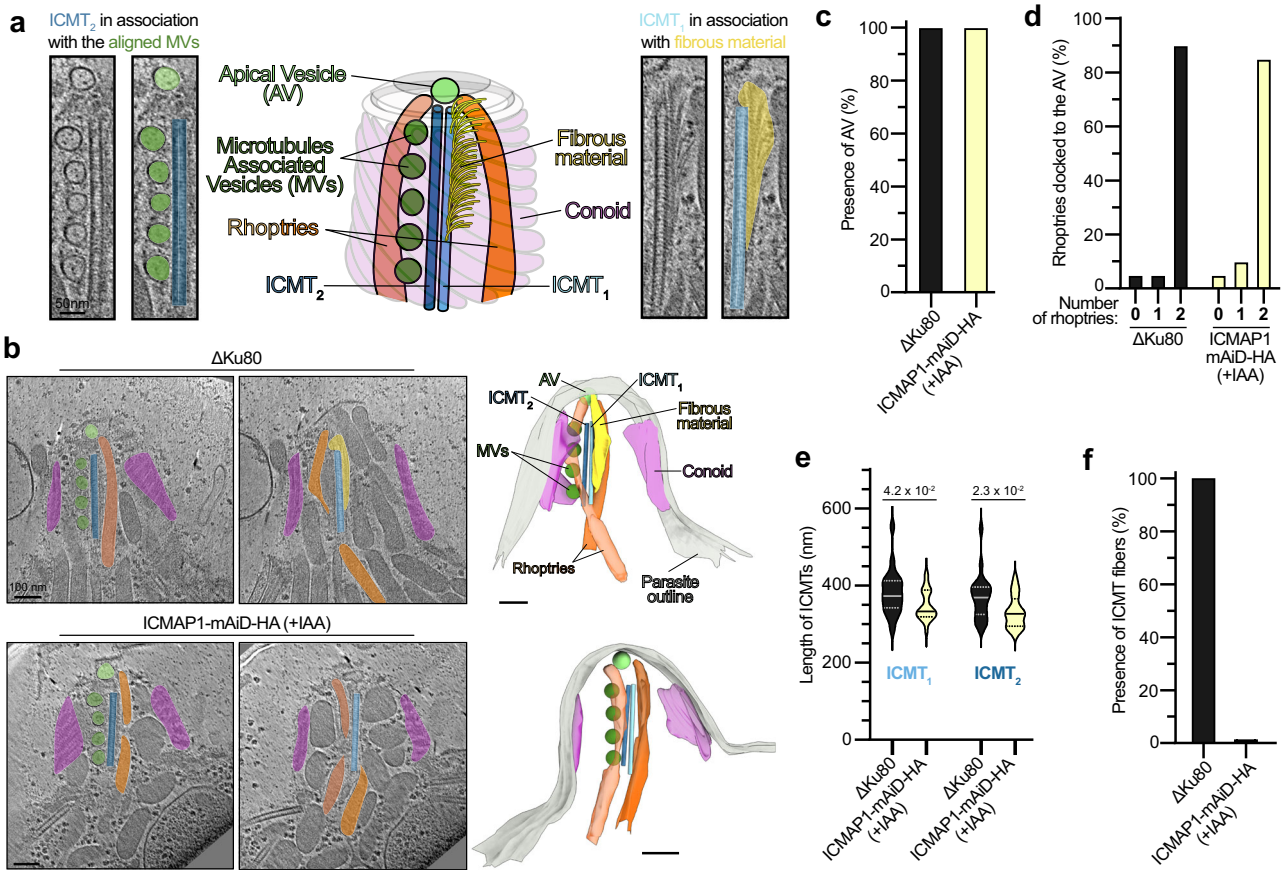 a
ICMT2 in association
with the aligned MVs
50nm
Apical Vesicle
(AV)
Microtubules
Associated
Vesicles (MVs)
Rhoptries
ICMT2
Fibrous
material
Conoid
ICMT1
ICMT1 in association
with fibrous material
b
ΔKu80
100 nm
ICMAP1-mAiD-HA (+IAA)
AV
ICMT1
ICMT2
Fibrous
material
MVs
Conoid
Rhoptries
Parasite
outline
c
Presence of AV (%)
100
80
60
40
20
0
ΔKu80
ICMAP1-mAiD-HA
(+IAA)
d
Rhoptries docked to the AV (%)
100
80
60
40
20
0
Number
of rhoptries:
0 1 2 0 1 2
ΔKu80
ICMAP1
mAiD-HA
(+IAA)
e
Length of ICMTs (nm)
600
400
200
0
4.2 x 10-2
2.3 x 10-2
ICMT1
ICMT2
ΔKu80
ICMAP1-mAiD-HA
(+IAA)
ΔKu80
ICMAP1-mAiD-HA
(+IAA)
f
Presence of ICMT fibers (%)
100
80
60
40
20
0
ΔKu80
ICMAP1-mAiD-HA
(+IAA)